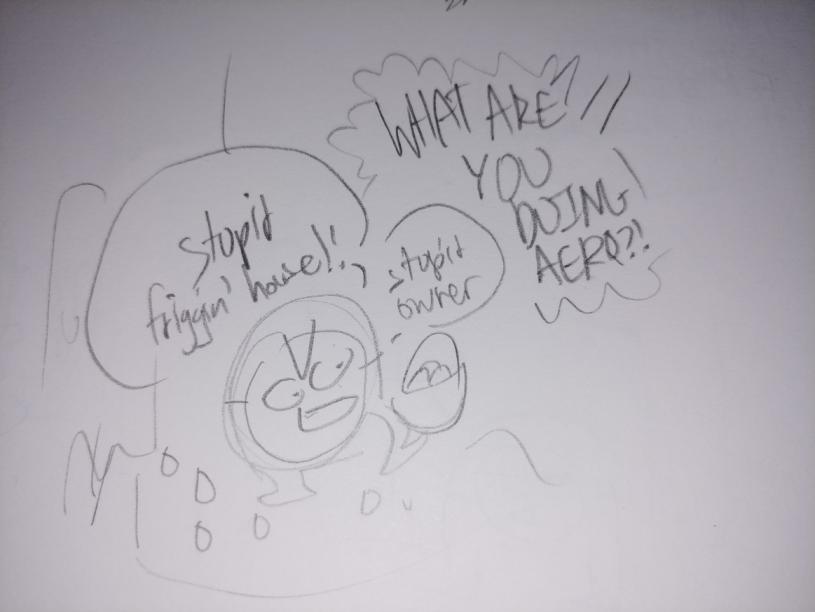 stupid
friggin' house!!
stupid
owner
WHAT ARE
YOU
DOING
AERO?!